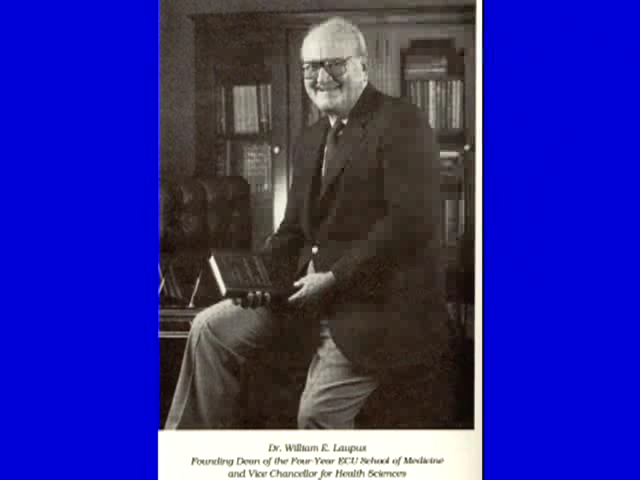 Dr. William E. Laupus
Founding Dean of the Four-Year ECU School of Medicine
and Vice Chancellor for Health Sciences